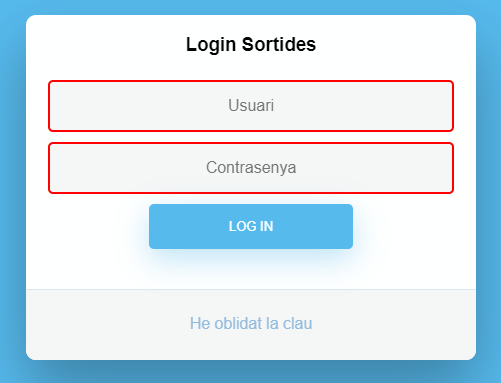 Login Sortides
Usuari
Contrasenya
LOG IN
He oblidat la clau